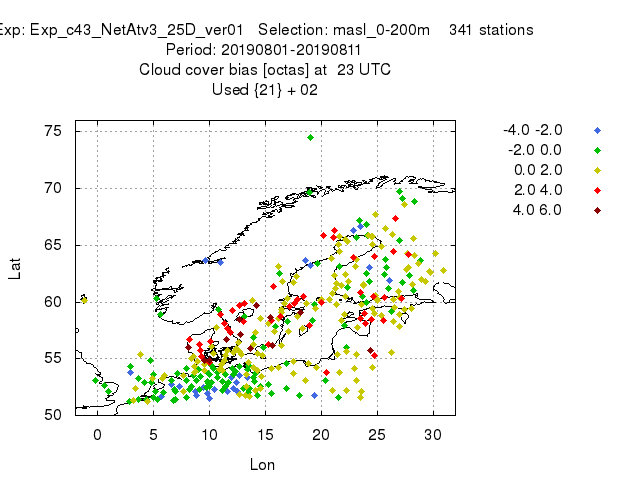 Exp: Exp_c43_NetAtv3_25D_ver01 Selection: masl_0-200m 341 stations
Period: 20190801-20190811
Cloud cover bias [octas] at 23 UTC
Used {21} + 02
-4.0 -2.0
-2.0 0.0
0.0 2.0
2.0 4.0
4.0 6.0
75
70
65
60
55
50
Lat
0 5 10 15 20 25 30
Lon